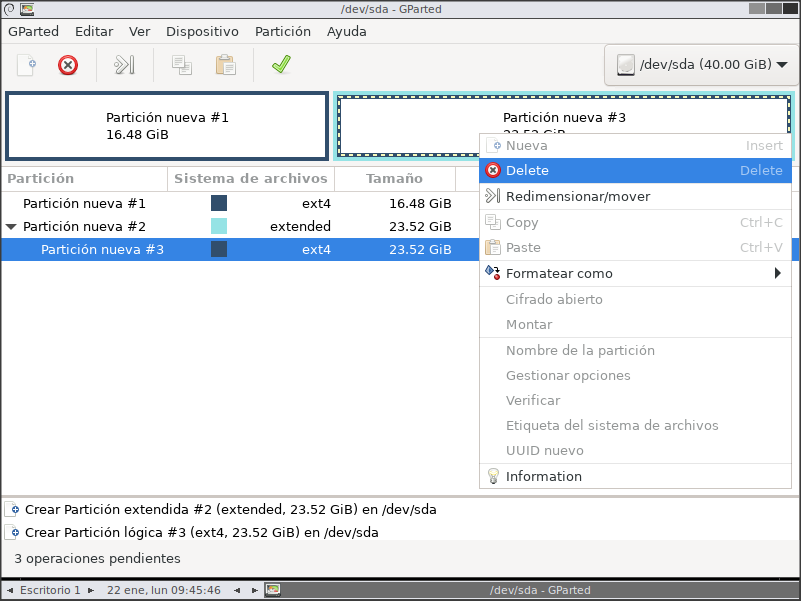 /dev/sda - GParted
GParted Editar Ver Dispositivo Partición Ayuda
/dev/sda (40.00 GiB)
Partición nueva #1
16.48 GiB
Partición nueva #3
23.52 GiB
Nueva Insert
Delete Delete
Redimensionar/mover
Copy Ctrl+C
Paste Ctrl+V
Formatear como
Cifrado abierto
Montar
Nombre de la partición
Gestionar opciones
Verificar
Etiqueta del sistema de archivos
UUID nuevo
Information
Partición Sistema de archivos Tamaño
Partición nueva #1 ext4 16.48 GiB
Partición nueva #2 extended 23.52 GiB
Partición nueva #3 ext4 23.52 GiB
Crear Partición extendida #2 (extended, 23.52 GiB) en /dev/sda
Crear Partición lógica #3 (ext4, 23.52 GiB) en /dev/sda
3 operaciones pendientes
Escritorio 1 22 ene, lun 09:45:46 /dev/sda - GParted